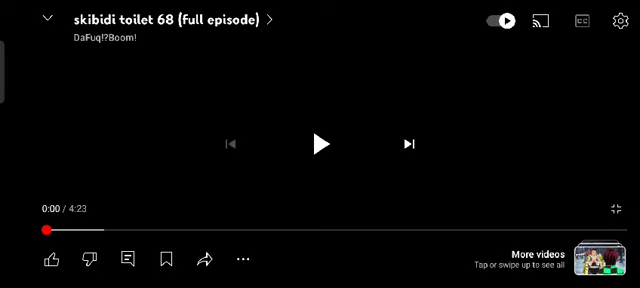 skibidi toilet 68 (full episode)
DaFuq!?Boom!
CC
0:00 / 4:23
More videos
Tap or swipe up to see all